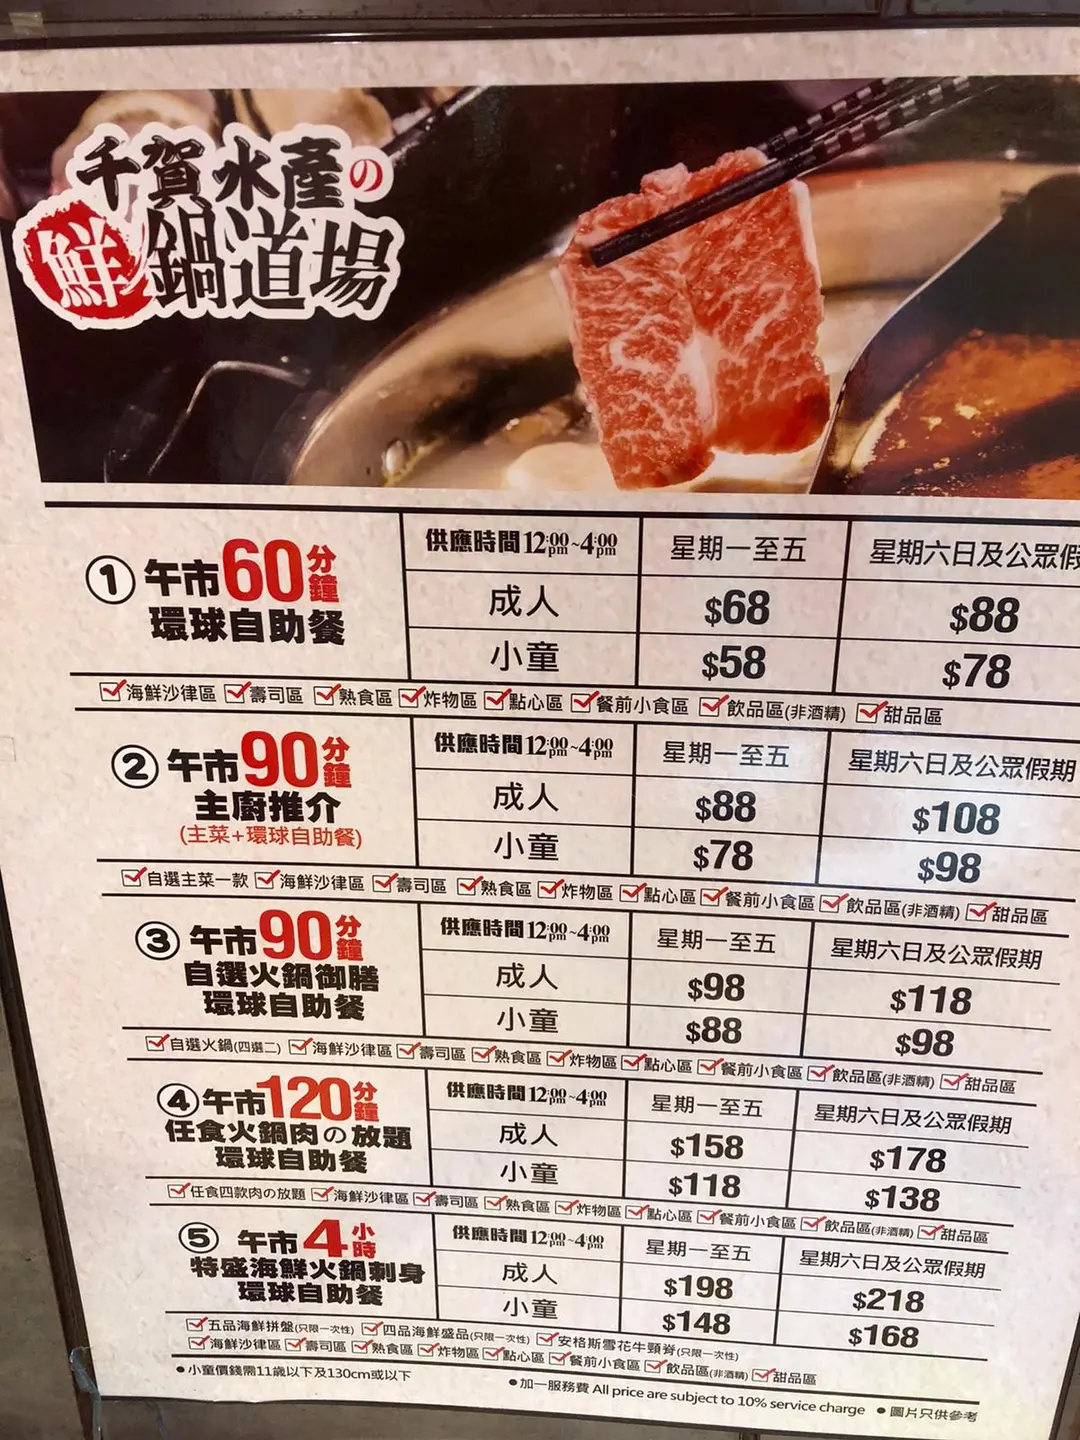 千賀水產の
鮮鍋道場
① 午市60分鐘
環球自助餐
供應時間12:00pm~4:00pm 星期一至五 星期六日及公眾假
成人 $68 $88
小童 $58 $78
海鮮沙律區 壽司區 熟食區 炸物區 點心區 餐前小食區 飲品區(非酒精) 甜品區
② 午市90分鐘
主廚推介
(主菜+環球自助餐)
供應時間12:00pm~4:00pm 星期一至五 星期六日及公眾假期
成人 $88 $108
小童 $78 $98
自選主菜一款 海鮮沙律區 壽司區 熟食區 炸物區 點心區 餐前小食區 飲品區(非酒精) 甜品區
③ 午市90分鐘
自選火鍋御膳
環球自助餐
供應時間12:00pm~4:00pm 星期一至五 星期六日及公眾假期
成人 $98 $118
小童 $88 $98
自選火鍋(四選二) 海鮮沙律區 壽司區 熟食區 炸物區 點心區 餐前小食區 飲品區(非酒精) 甜品區
④ 午市120分鐘
任食火鍋肉の放題
環球自助餐
供應時間12:00pm~4:00pm 星期一至五 星期六日及公眾假期
成人 $158 $178
小童 $118 $138
任食四款肉の放題 海鮮沙律區 壽司區 熟食區 炸物區 點心區 餐前小食區 飲品區(非酒精) 甜品區
⑤ 午市4小時
特盛海鮮火鍋刺身
環球自助餐
供應時間12:00pm~4:00pm 星期一至五 星期六日及公眾假期
成人 $198 $218
小童 $148 $168
五品海鮮拼盤(只限一次性) 四品海鮮盛品(只限一次性) 安格斯雪花牛頸脊(只限一次性)
海鮮沙律區 壽司區 熟食區 炸物區 點心區 餐前小食區 飲品區(非酒精) 甜品區
●小童價錢需11歲以下及130cm或以下 ●加一服務費 All price are subject to 10% service charge ●圖片只供參考